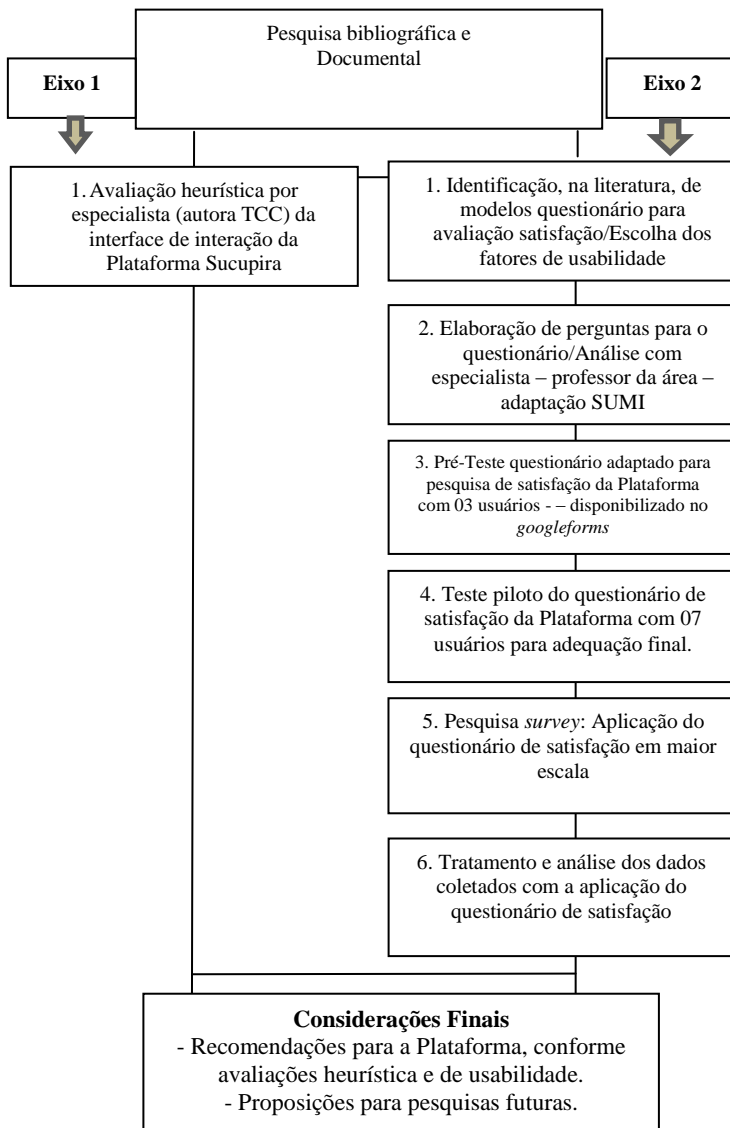 Pesquisa bibliográfica e
Documental
Eixo 1
Eixo 2
1. Avaliação heurística por
especialista (autora TCC) da
interface de interação da
Plataforma Sucupira
1. Identificação, na literatura, de
modelos questionário para
avaliação satisfação/Escolha dos
fatores de usabilidade
2. Elaboração de perguntas para o
questionário/Análise com
especialista – professor da área –
adaptação SUMI
3. Pré-Teste questionário adaptado para
pesquisa de satisfação da Plataforma
com 03 usuários - – disponibilizado no
googleforms
4. Teste piloto do questionário de
satisfação da Plataforma com 07
usuários para adequação final.
5. Pesquisa survey: Aplicação do
questionário de satisfação em maior
escala
6. Tratamento e análise dos dados
coletados com a aplicação do
questionário de satisfação
Considerações Finais
- Recomendações para a Plataforma, conforme
avaliações heurística e de usabilidade.
- Proposições para pesquisas futuras.